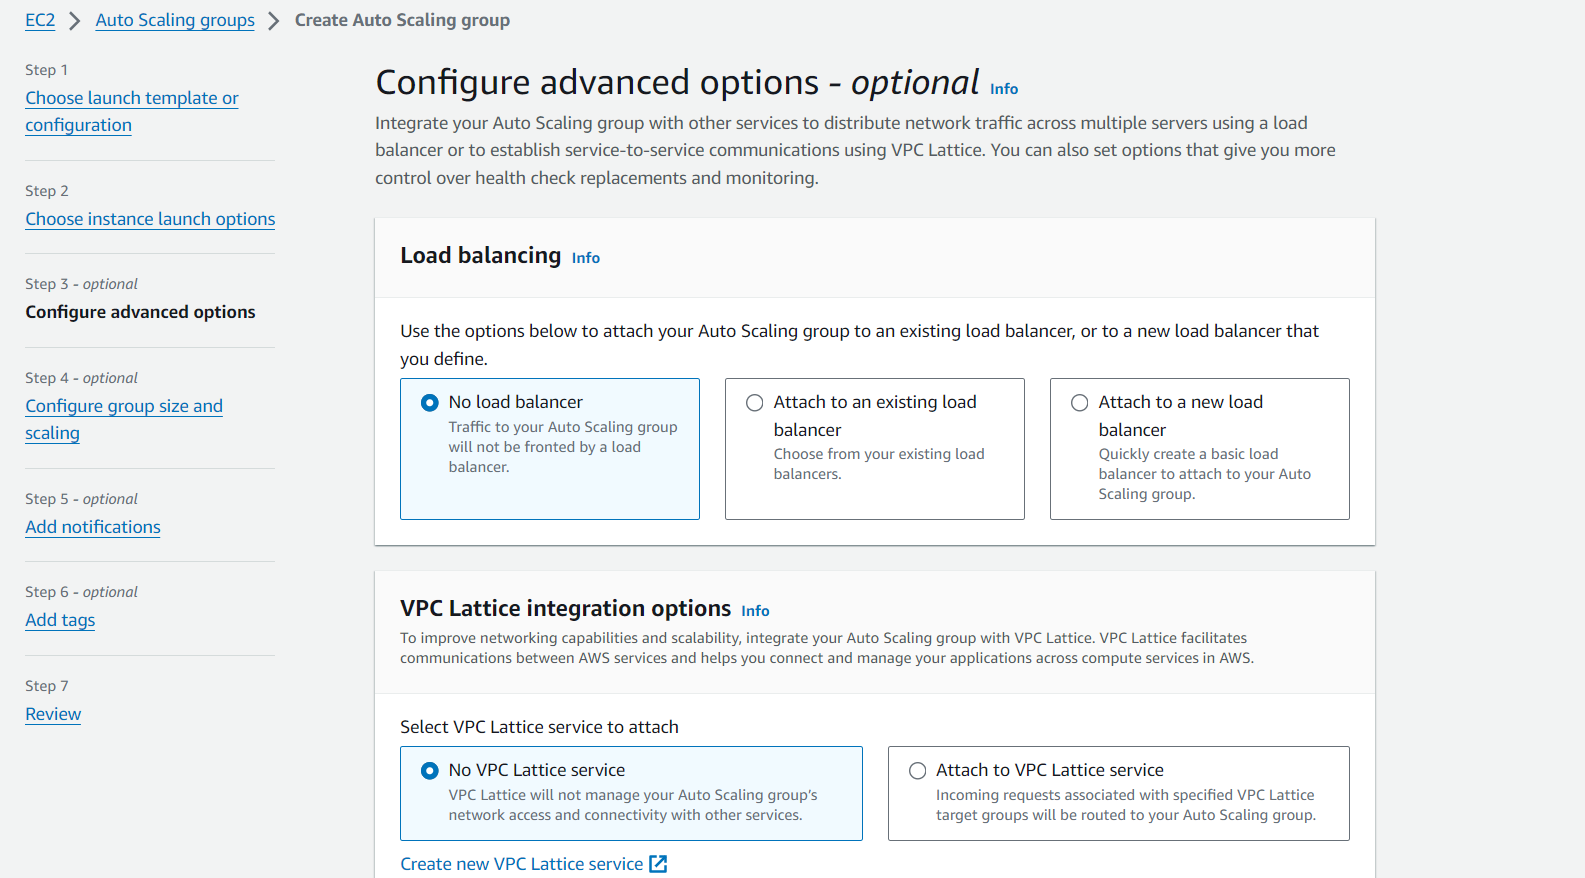 EC2 > Auto Scaling groups > Create Auto Scaling group
Step 1
Choose launch template or
configuration
Step 2
Choose instance launch options
Step 3 - optional
Configure advanced options
Step 4 - optional
Configure group size and
scaling
Step 5 - optional
Add notifications
Step 6 - optional
Add tags
Step 7
Review
Configure advanced options - optional Info
Integrate your Auto Scaling group with other services to distribute network traffic across multiple servers using a load
balancer or to establish service-to-service communications using VPC Lattice. You can also set options that give you more
control over health check replacements and monitoring.
Load balancing Info
Use the options below to attach your Auto Scaling group to an existing load balancer, or to a new load balancer that
you define.
No load balancer
Traffic to your Auto Scaling group
will not be fronted by a load
balancer.
Attach to an existing load
balancer
Choose from your existing load
balancers.
Attach to a new load
balancer
Quickly create a basic load
balancer to attach to your Auto
Scaling group.
VPC Lattice integration options Info
To improve networking capabilities and scalability, integrate your Auto Scaling group with VPC Lattice. VPC Lattice facilitates
communications between AWS services and helps you connect and manage your applications across compute services in AWS.
Select VPC Lattice service to attach
No VPC Lattice service
VPC Lattice will not manage your Auto Scaling group's
network access and connectivity with other services.
Attach to VPC Lattice service
Incoming requests associated with specified VPC Lattice
target groups will be routed to your Auto Scaling group.
Create new VPC Lattice service